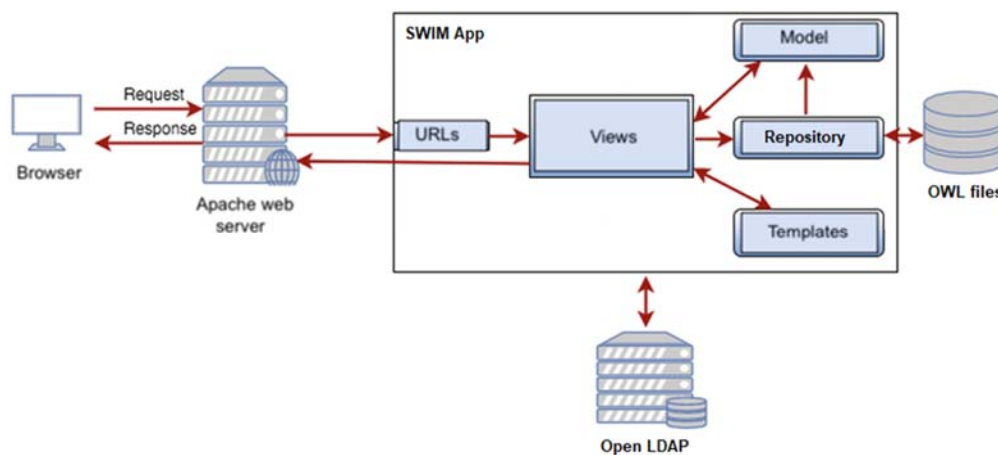 SWIM App
Model
Request
Response
URLs
Views
Repository
Browser
OWL files
Apache web
server
Templates
Open LDAP